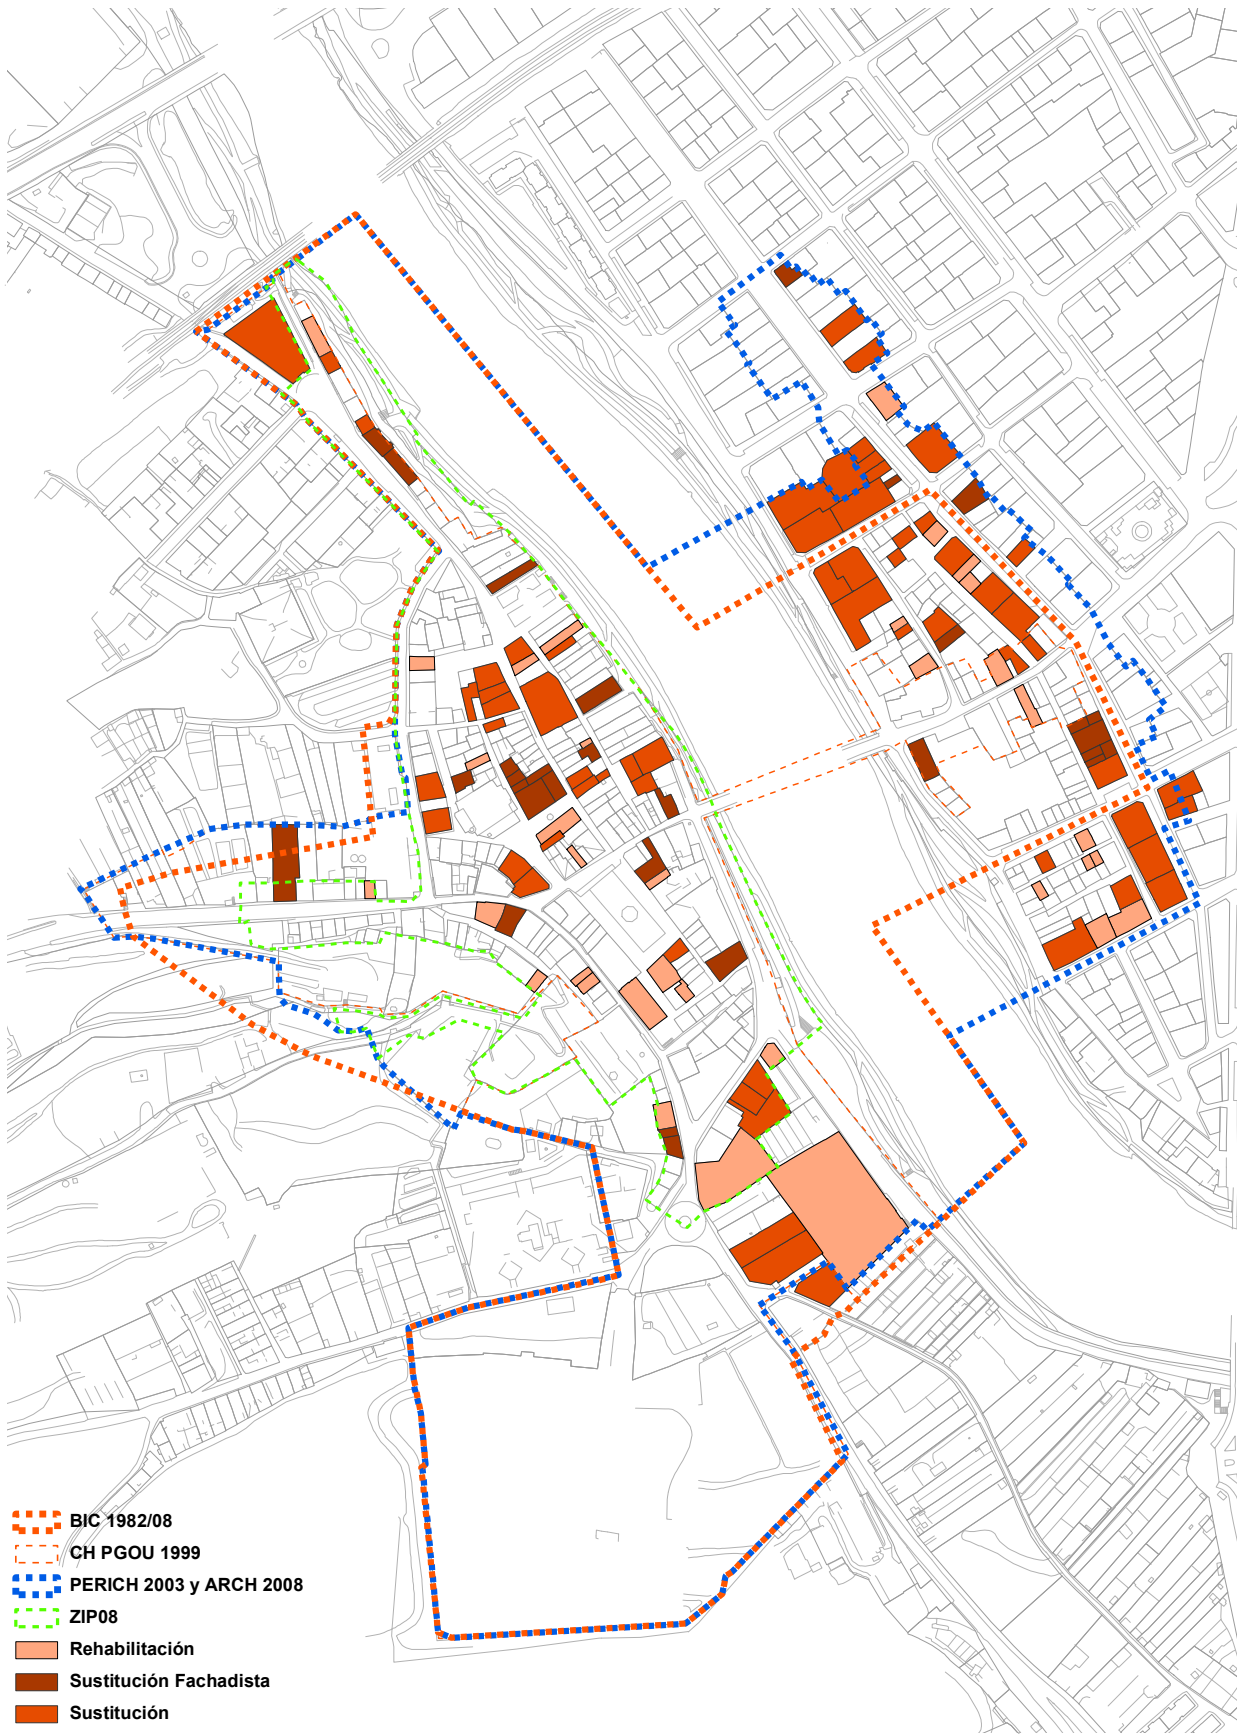 BIC 1982/08
CH PGOU 1999
PERICH 2003 y ARCH 2008
ZIP08
Rehabilitación
Sustitución Fachadista
Sustitución